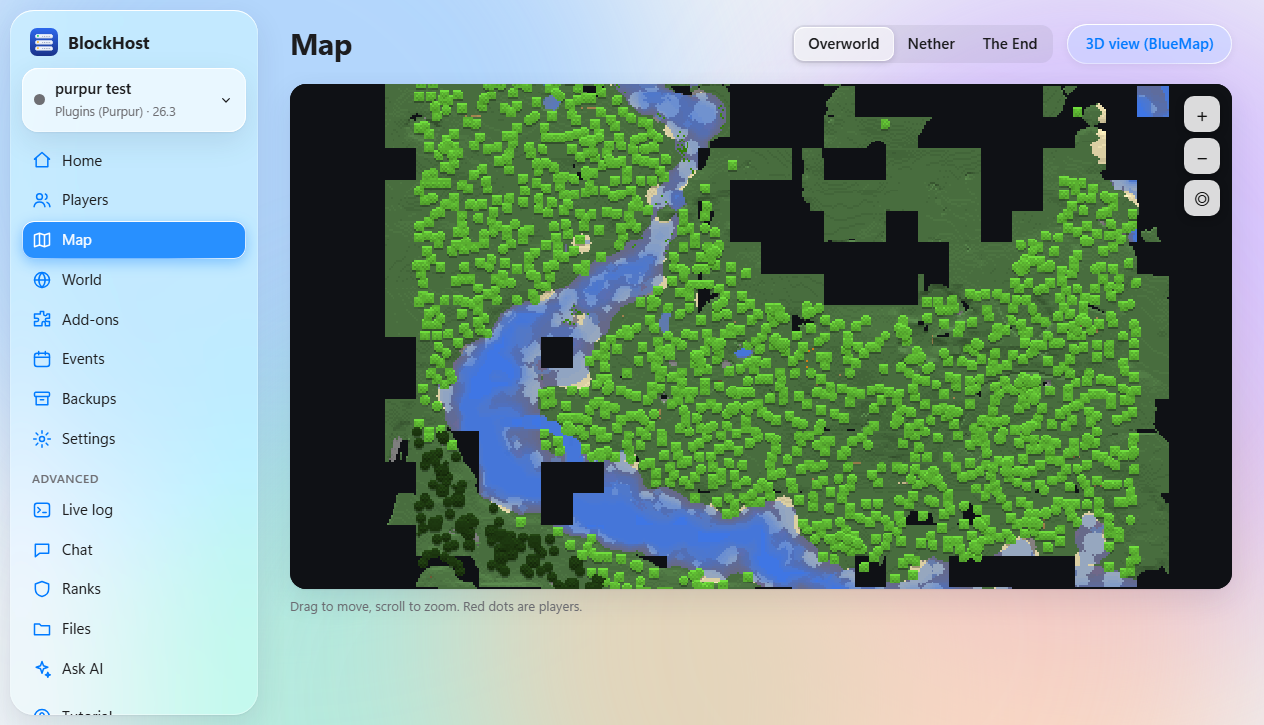 BlockHost
purpur test
Plugins (Purpur) · 26.3
Home
Players
Map
World
Add-ons
Events
Backups
Settings
ADVANCED
Live log
Chat
Ranks
Files
Ask AI
Tutorial
Map
Overworld
Nether
The End
3D view (BlueMap)
+
−
Drag to move, scroll to zoom. Red dots are players.